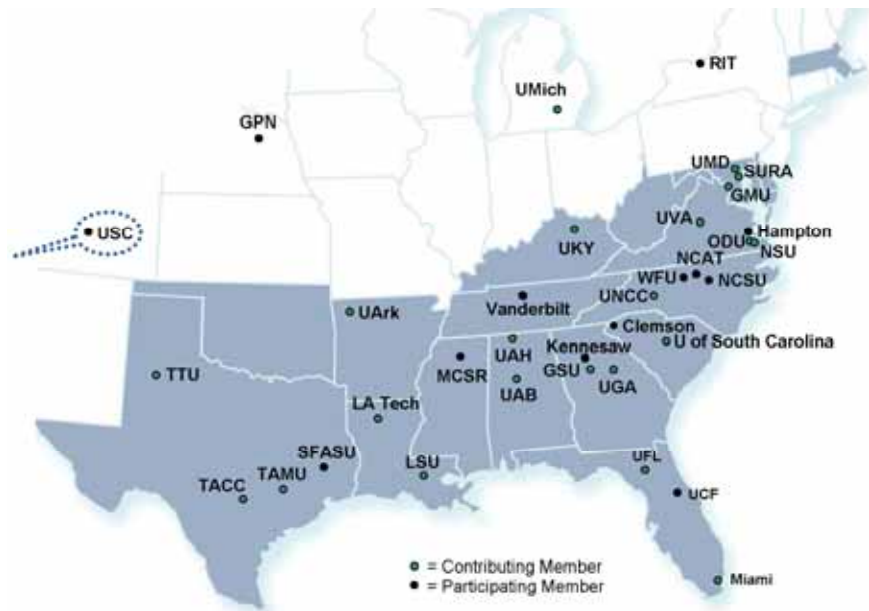 RIT
UMich
GPN
UMD
SURA
GMU
UVA
USC
Hampton
ODU
NSU
UKY
NCAT
WFU
NCSU
UNCC
Vanderbilt
UArk
Clemson
U of South Carolina
UAH
Kennesaw
MCSR
GSU
UGA
TTU
UAB
LA Tech
SFASU
LSU
UFL
TAMU
TACC
UCF
= Contributing Member
= Participating Member
Miami